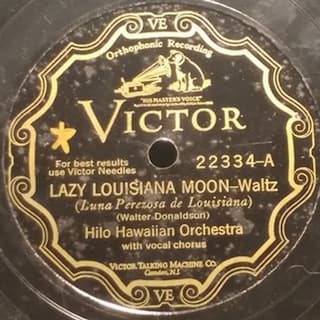 VE
Orthophonic Recording
"HIS MASTER'S VOICE"
VICTOR
For best results
use Victor Needles
22334-A
LAZY LOUISIANA MOON-Waltz
(Luna Perezosa de Louisiana)
(Walter-Donaldson)
Hilo Hawaiian Orchestra
with vocal chorus
VICTOR TALKING MACHINE CO.
Camden, N.J.
VE